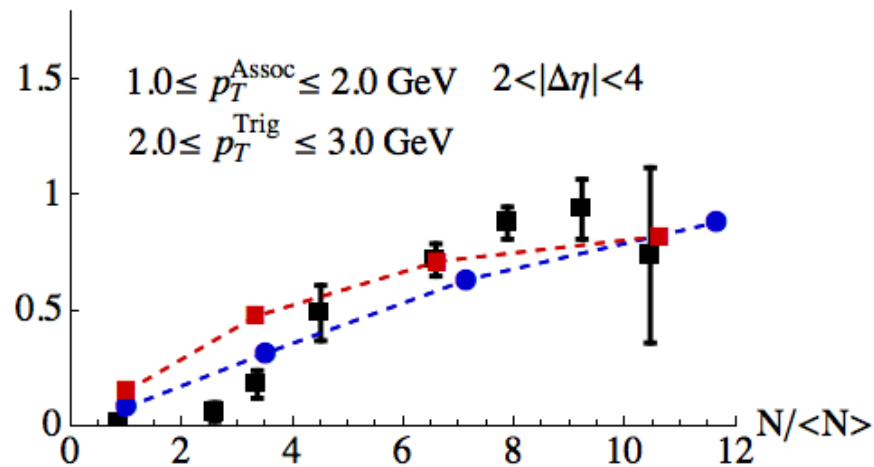 1.5
1.0≤ p_T^Assoc ≤ 2.0 GeV 2<|Δη|<4
2.0≤ p_T^Trig ≤ 3.0 GeV
1
0.5
0
0 2 4 6 8 10 12 N/<N>